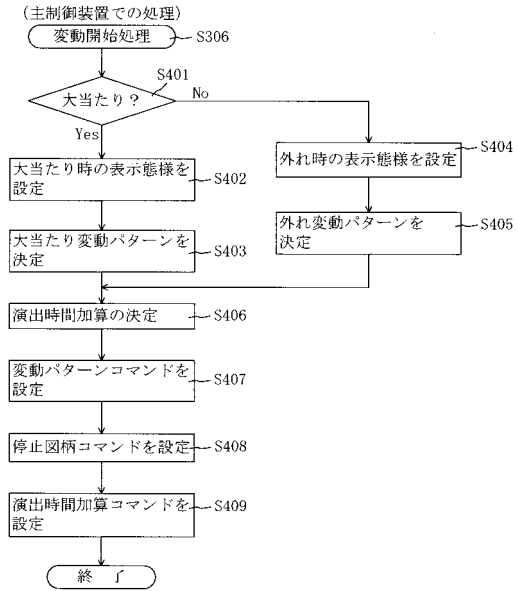 (主制御装置での処理)
変動開始処理
S306
S401
大当たり?
No
Yes
大当たり時の表示態様を
設定
S402
外れ時の表示態様を設定
S404
大当たり変動パターンを
決定
S403
外れ変動パターンを
決定
S405
演出時間加算の決定
S406
変動パターンコマンドを
設定
S407
停止図柄コマンドを設定
S408
演出時間加算コマンドを
設定
S409
終 了